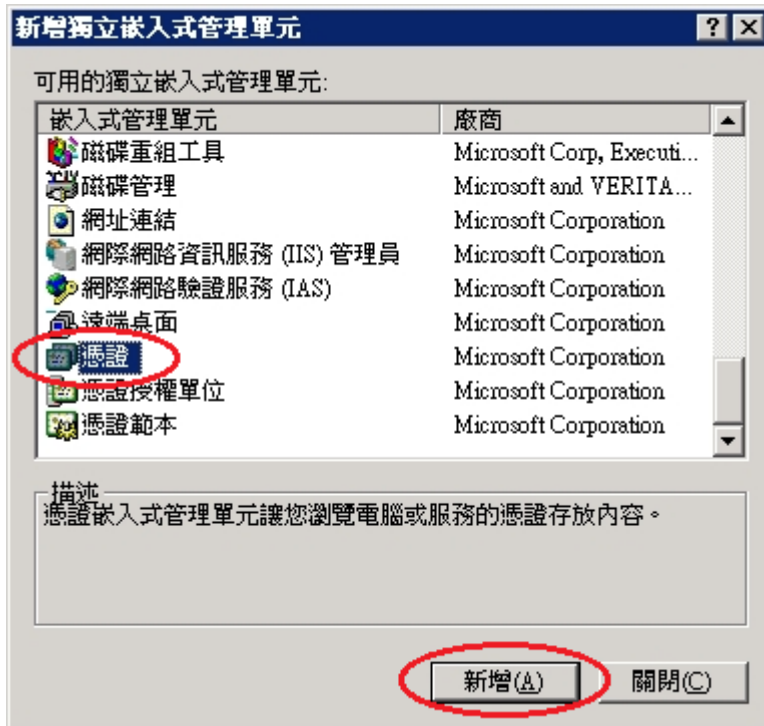 新增獨立嵌入式管理單元
可用的獨立嵌入式管理單元:
嵌入式管理單元 廠商
磁碟重組工具 Microsoft Corp, Executi...
磁碟管理 Microsoft and VERITA...
網址連結 Microsoft Corporation
網際網路資訊服務 (IIS) 管理員 Microsoft Corporation
網際網路驗證服務 (IAS) Microsoft Corporation
遠端桌面 Microsoft Corporation
憑證 Microsoft Corporation
憑證授權單位 Microsoft Corporation
憑證範本 Microsoft Corporation
描述
憑證嵌入式管理單元讓您瀏覽電腦或服務的憑證存放內容。
新增(A) 關閉(C)